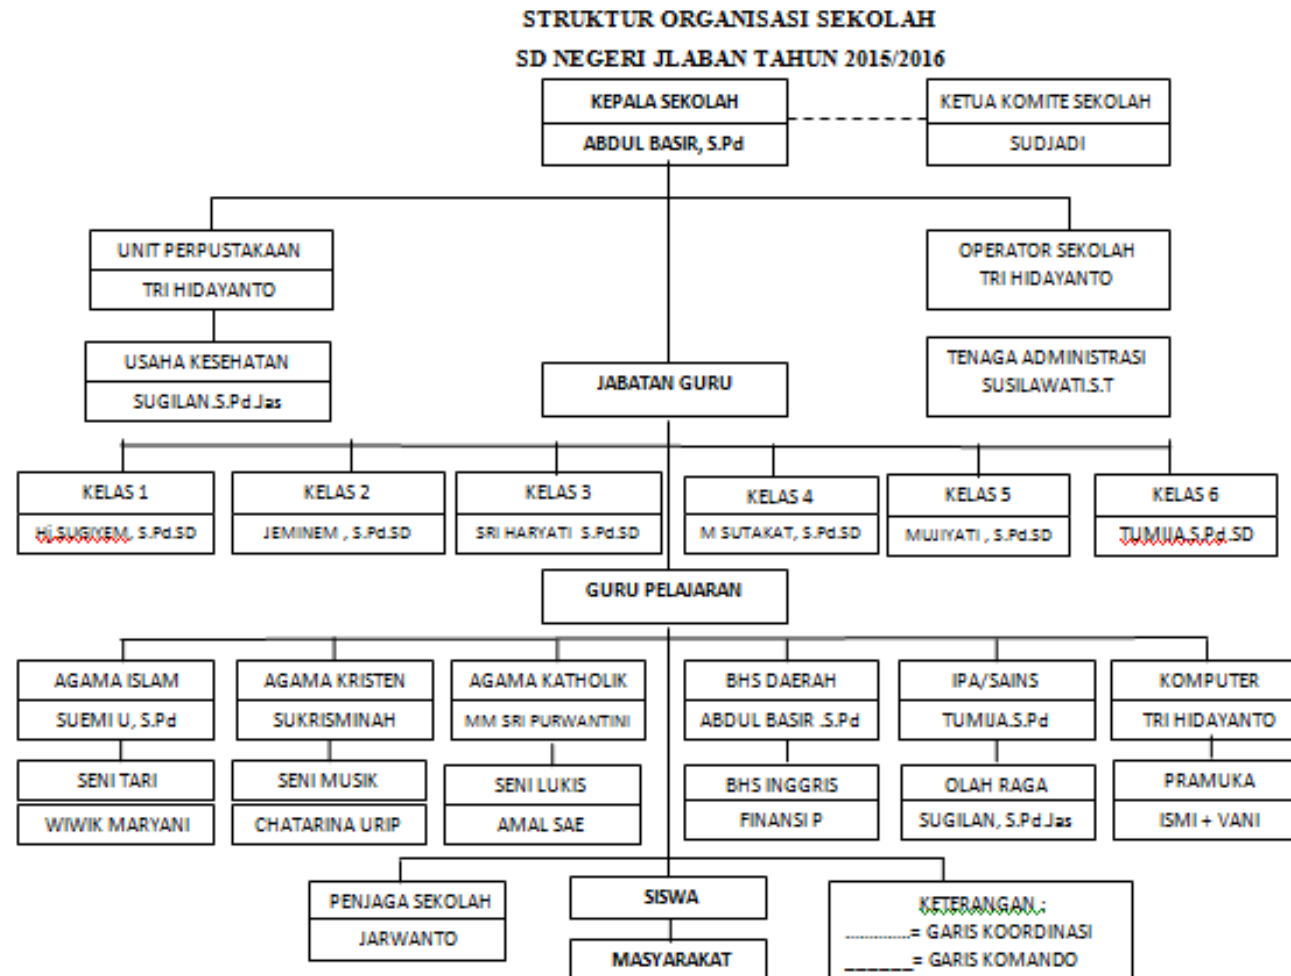 STRUKTUR ORGANISASI SEKOLAH
SD NEGERI JLABAN TAHUN 2015/2016
KEPALA SEKOLAH
ABDUL BASIR, S.Pd
KETUA KOMITE SEKOLAH
SUDJADI
UNIT PERPUSTAKAAN
TRI HIDAYANTO
OPERATOR SEKOLAH
TRI HIDAYANTO
USAHA KESEHATAN
SUGILAN.S.Pd.Jas
JABATAN GURU
TENAGA ADMINISTRASI
SUSILAWATI.S.T
KELAS 1
Hj.SUGIYEM, S.Pd.SD
KELAS 2
JEMINEM , S.Pd.SD
KELAS 3
SRI HARYATI S.Pd.SD
KELAS 4
M SUTAKAT, S.Pd.SD
KELAS 5
MUJIYATI , S.Pd.SD
KELAS 6
TUMIJA.S.Pd.SD
GURU PELAJARAN
AGAMA ISLAM
SUEMI U, S.Pd
AGAMA KRISTEN
SUKRISMINAH
AGAMA KATHOLIK
MM SRI PURWANTINI
BHS DAERAH
ABDUL BASIR .S.Pd
IPA/SAINS
TUMIJA.S.Pd
KOMPUTER
TRI HIDAYANTO
SENI TARI
WIWIK MARYANI
SENI MUSIK
CHATARINA URIP
SENI LUKIS
AMAL SAE
BHS INGGRIS
FINANSI P
OLAH RAGA
SUGILAN, S.Pd.Jas
PRAMUKA
ISMI + VANI
PENJAGA SEKOLAH
JARWANTO
SISWA
MASYARAKAT
KETERANGAN :
.............= GARIS KOORDINASI
______= GARIS KOMANDO